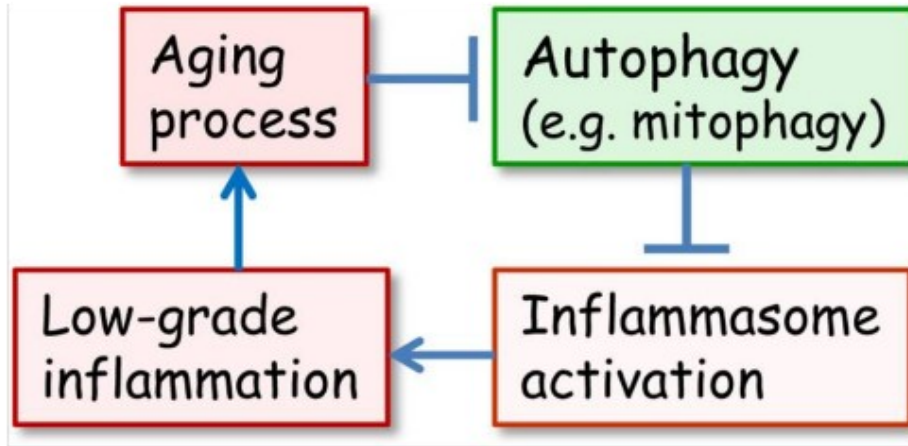 Aging
process
Autophagy
(e.g. mitophagy)
Low-grade
inflammation
Inflammasome
activation